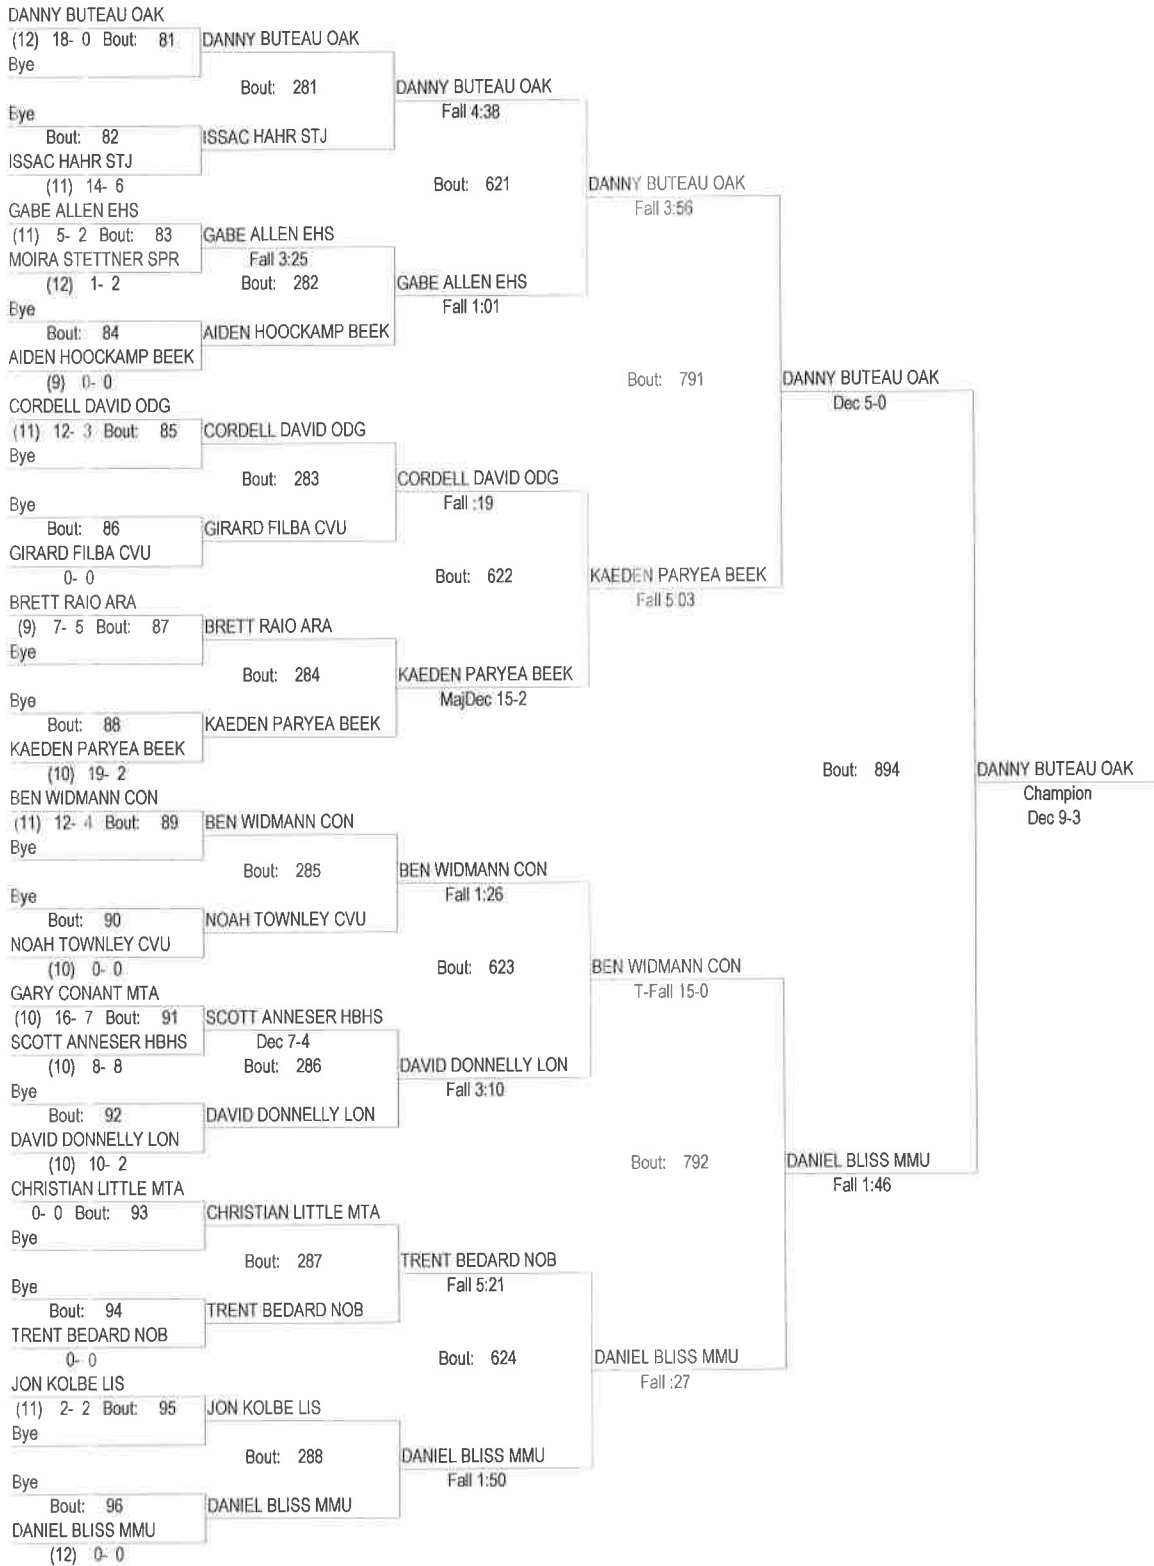 DANNY BUTEAU OAK
(12) 18- 0 Bout: 81 DANNY BUTEAU OAK
Bye
Bout: 281 DANNY BUTEAU OAK
Bye Fall 4:38
Bout: 82 ISSAC HAHR STJ
ISSAC HAHR STJ
(11) 14- 6 Bout: 621 DANNY BUTEAU OAK
GABE ALLEN EHS Fall 3:56
(11) 5- 2 Bout: 83 GABE ALLEN EHS
MOIRA STETTNER SPR Fall 3:25
(12) 1- 2 Bout: 282 GABE ALLEN EHS
Bye Fall 1:01
Bout: 84 AIDEN HOOCKAMP BEEK
AIDEN HOOCKAMP BEEK
(9) 0- 0 Bout: 791 DANNY BUTEAU OAK
CORDELL DAVID ODG Dec 5-0
(11) 12- 3 Bout: 85 CORDELL DAVID ODG
Bye
Bout: 283 CORDELL DAVID ODG
Bye Fall :19
Bout: 86 GIRARD FILBA CVU
GIRARD FILBA CVU
0- 0 Bout: 622 KAEDEN PARYEA BEEK
BRETT RAIO ARA Fall 5:03
(9) 7- 5 Bout: 87 BRETT RAIO ARA
Bye
Bout: 284 KAEDEN PARYEA BEEK
Bye MajDec 15-2
Bout: 88 KAEDEN PARYEA BEEK
KAEDEN PARYEA BEEK
(10) 19- 2 Bout: 894 DANNY BUTEAU OAK
BEN WIDMANN CON Champion
(11) 12- 4 Bout: 89 BEN WIDMANN CON Dec 9-3
Bye
Bout: 285 BEN WIDMANN CON
Bye Fall 1:26
Bout: 90 NOAH TOWNLEY CVU
NOAH TOWNLEY CVU
(10) 0- 0 Bout: 623 BEN WIDMANN CON
GARY CONANT MTA T-Fall 15-0
(10) 16- 7 Bout: 91 SCOTT ANNESER HBHS
SCOTT ANNESER HBHS Dec 7-4
(10) 8- 8 Bout: 286 DAVID DONNELLY LON
Bye Fall 3:10
Bout: 92 DAVID DONNELLY LON
DAVID DONNELLY LON
(10) 10- 2 Bout: 792 DANIEL BLISS MMU
CHRISTIAN LITTLE MTA Fall 1:46
0- 0 Bout: 93 CHRISTIAN LITTLE MTA
Bye
Bout: 287 TRENT BEDARD NOB
Bye Fall 5:21
Bout: 94 TRENT BEDARD NOB
TRENT BEDARD NOB
0- 0 Bout: 624 DANIEL BLISS MMU
JON KOLBE LIS Fall :27
(11) 2- 2 Bout: 95 JON KOLBE LIS
Bye
Bout: 288 DANIEL BLISS MMU
Bye Fall 1:50
Bout: 96 DANIEL BLISS MMU
DANIEL BLISS MMU
(12) 0- 0